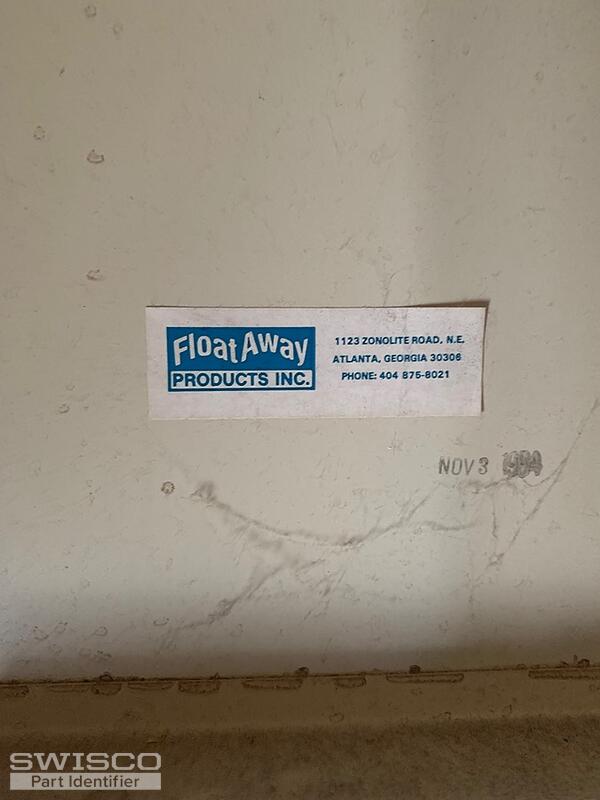 Float Away
PRODUCTS INC.
1123 ZONOLITE ROAD, N.E.
ATLANTA, GEORGIA 30306
PHONE: 404 875-8021
NOV 3
SWISCO
Part Identifier